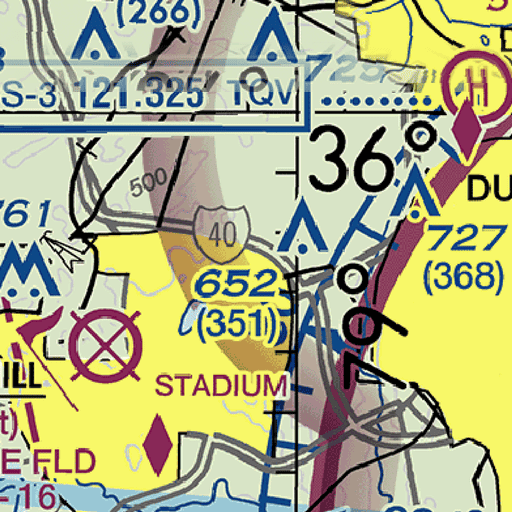 (266)
725
S-3 121.325 TQV
H
36°
500
DU
761
40
727
(368)
652
(351)
79°
ILL
STADIUM
t)
E FLD
- 16